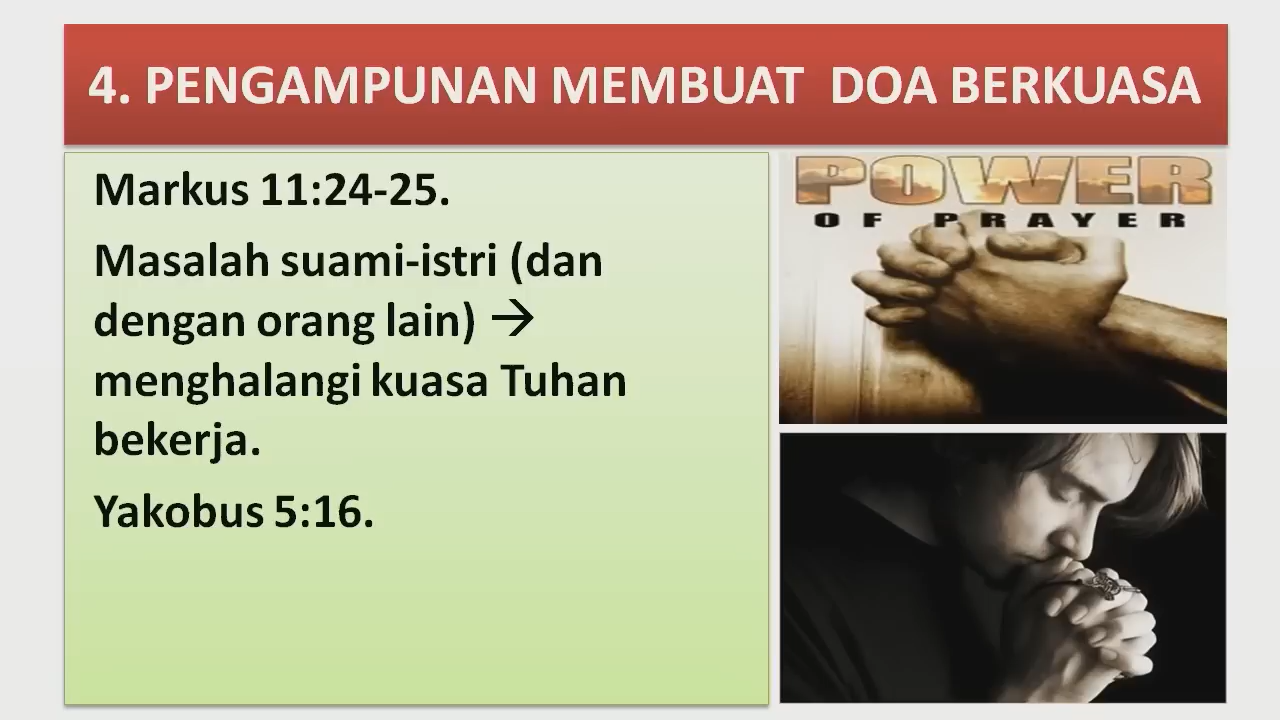 4. PENGAMPUNAN MEMBUAT DOA BERKUASA
Markus 11:24-25.
Masalah suami-istri (dan
dengan orang lain) →
menghalangi kuasa Tuhan
bekerja.
Yakobus 5:16.
POWER
OF PRAYER